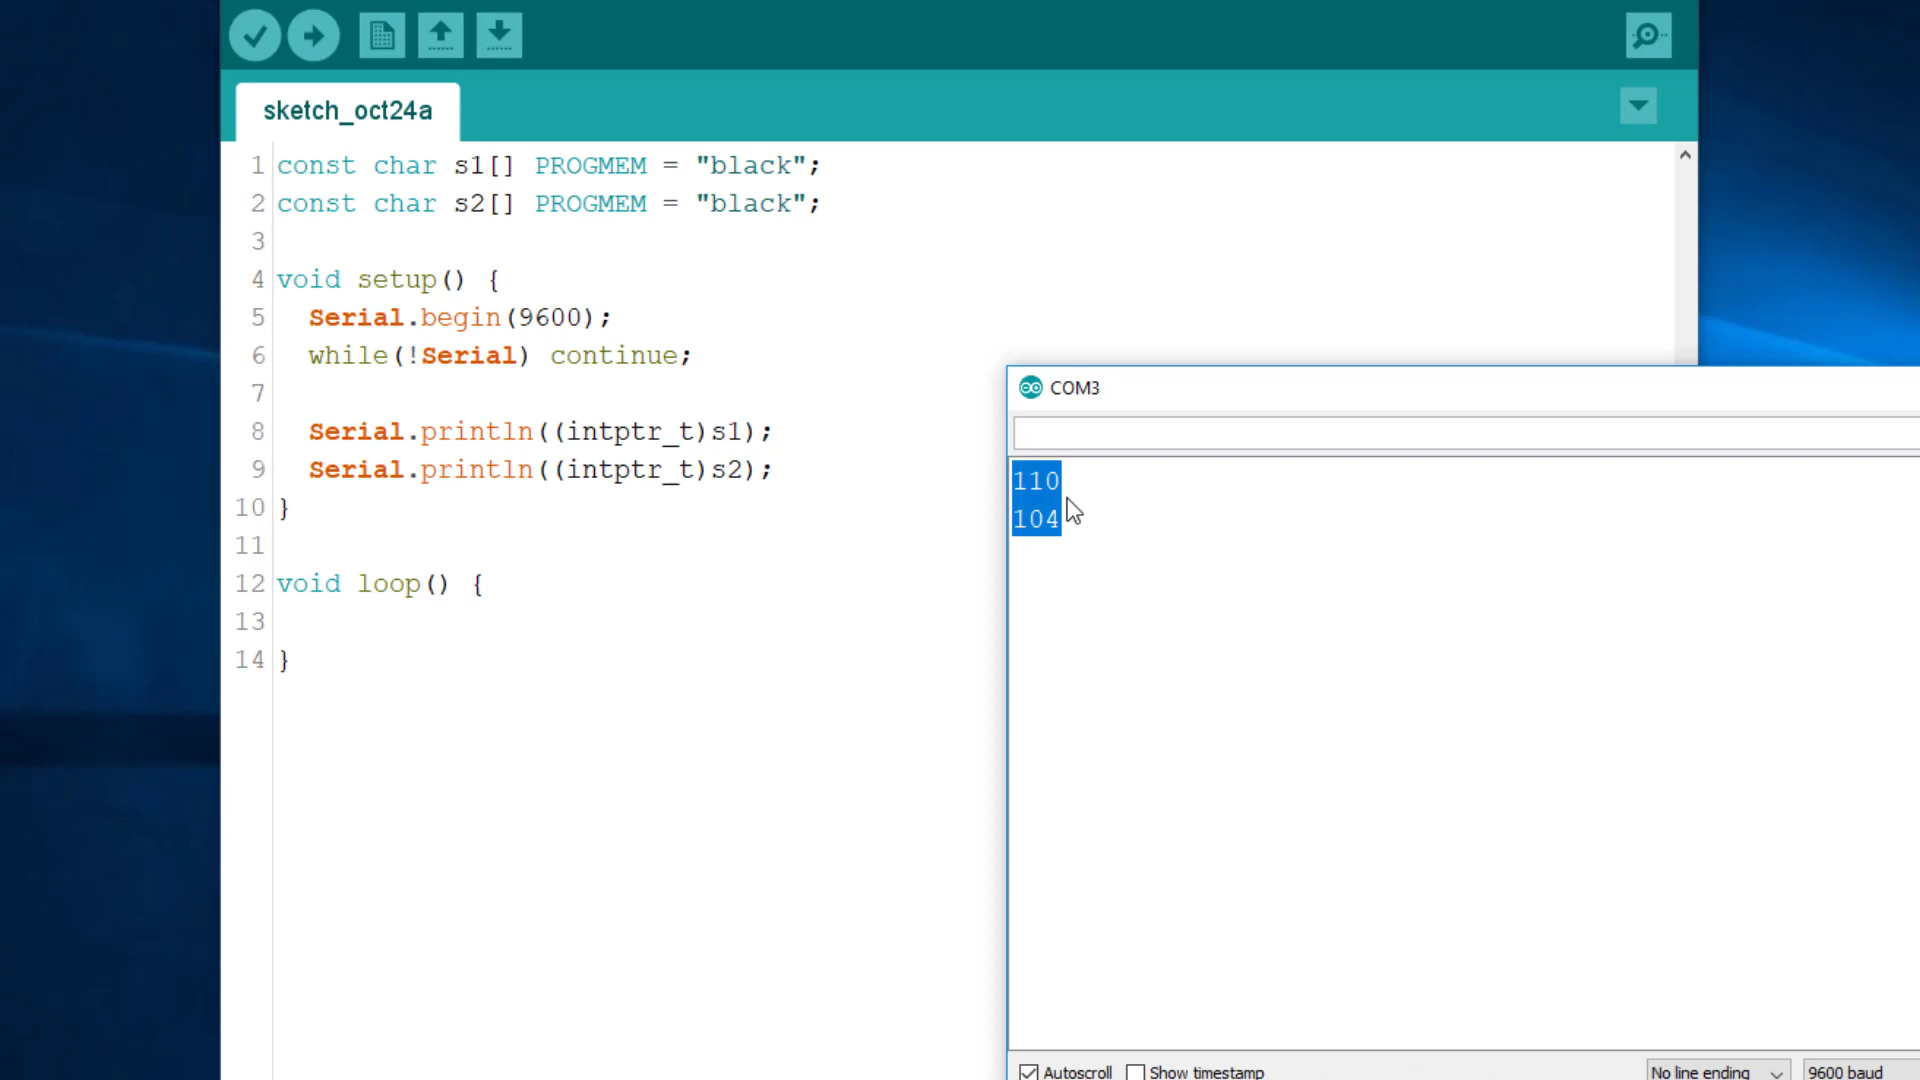 sketch_oct24a
1 const char s1[] PROGMEM = "black";
2 const char s2[] PROGMEM = "black";
3
4 void setup() {
5 Serial.begin(9600);
6 while(!Serial) continue;
7
8 Serial.println((intptr_t)s1);
9 Serial.println((intptr_t)s2);
10 }
11
12 void loop() {
13
14 }
COM3
110
104
Autoscroll Show timestamp No line ending 9600 baud